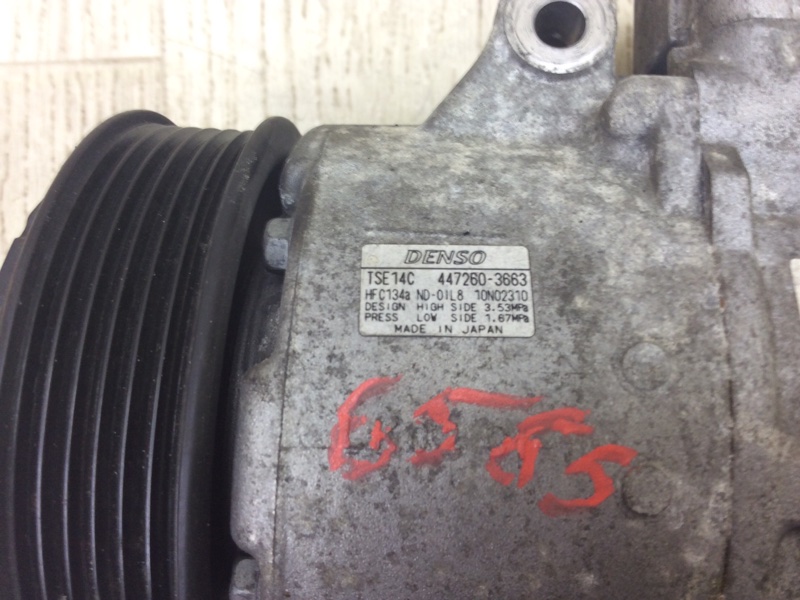 DENSO
TSE14C 447260-3663
HFC134a ND-OIL8 10N02310
DESIGN HIGH SIDE 3.53MPa
PRESS LOW SIDE 1.67MPa
MADE IN JAPAN